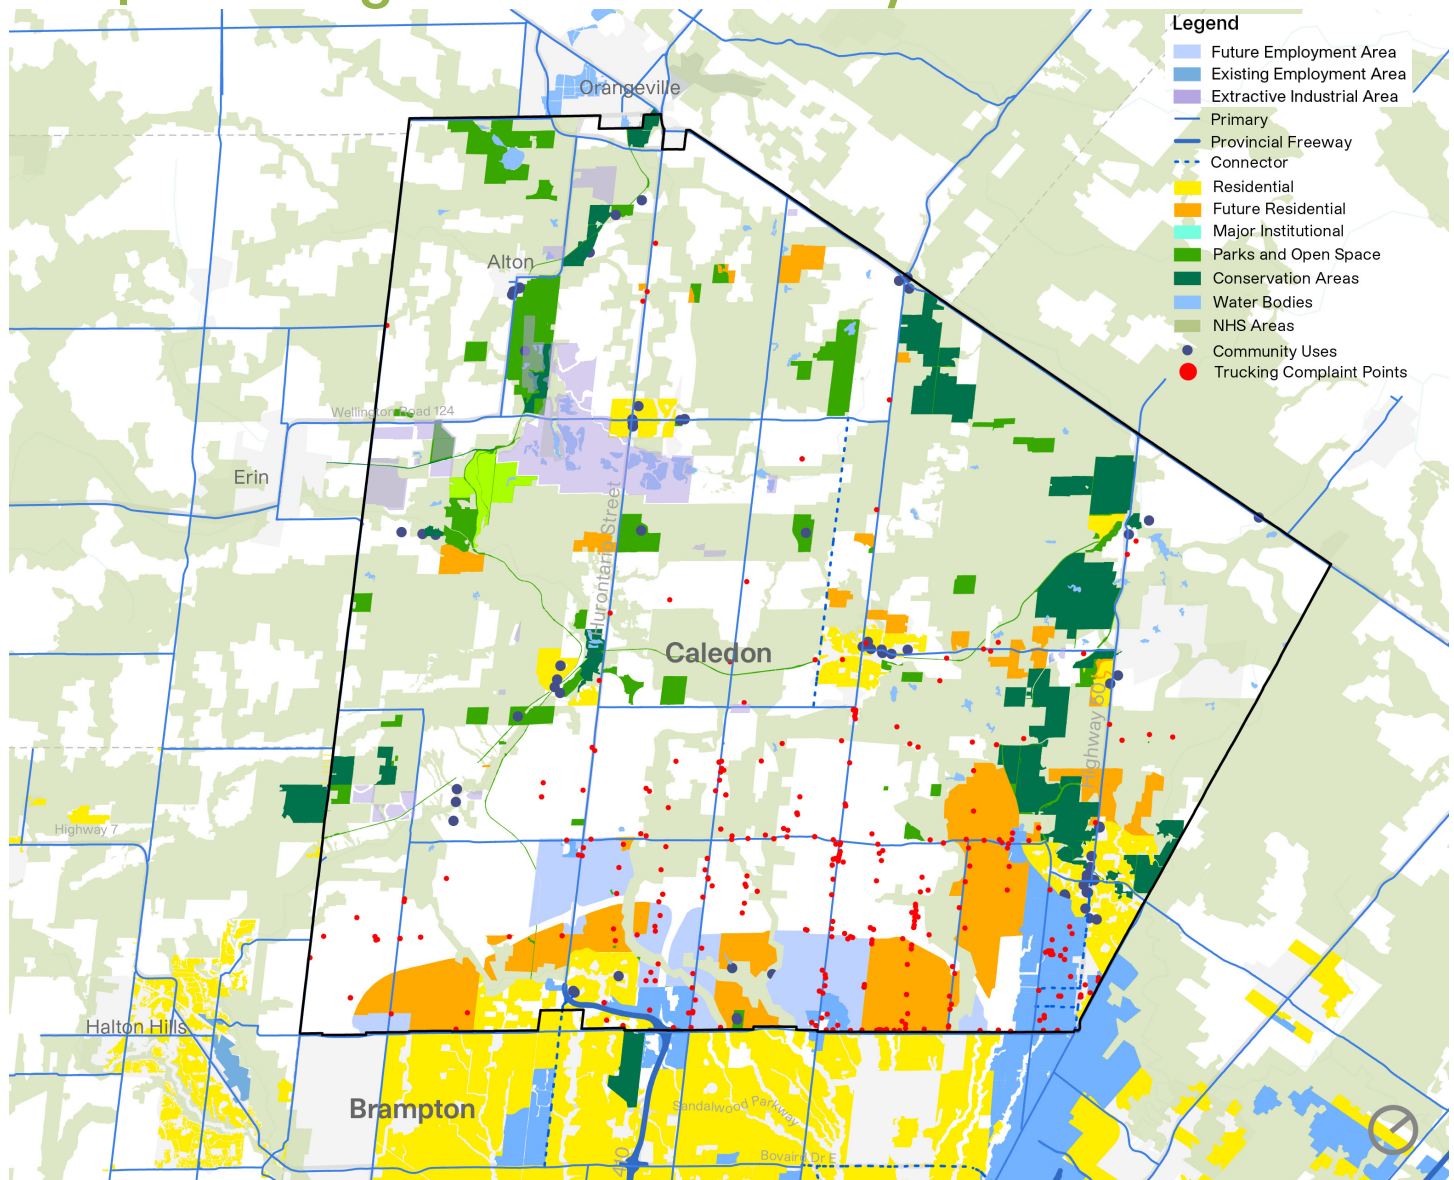 Legend
Future Employment Area
Existing Employment Area
Extractive Industrial Area
Primary
Provincial Freeway
Connector
Residential
Future Residential
Major Institutional
Parks and Open Space
Conservation Areas
Water Bodies
NHS Areas
Community Uses
Trucking Complaint Points
Orangeville
Alton
Wellington Road 124
Erin
Hurontario Street
Caledon
Highway 50
Highway 7
Halton Hills
Brampton
Sandalwood Parkway
Bovaird Dr E
410